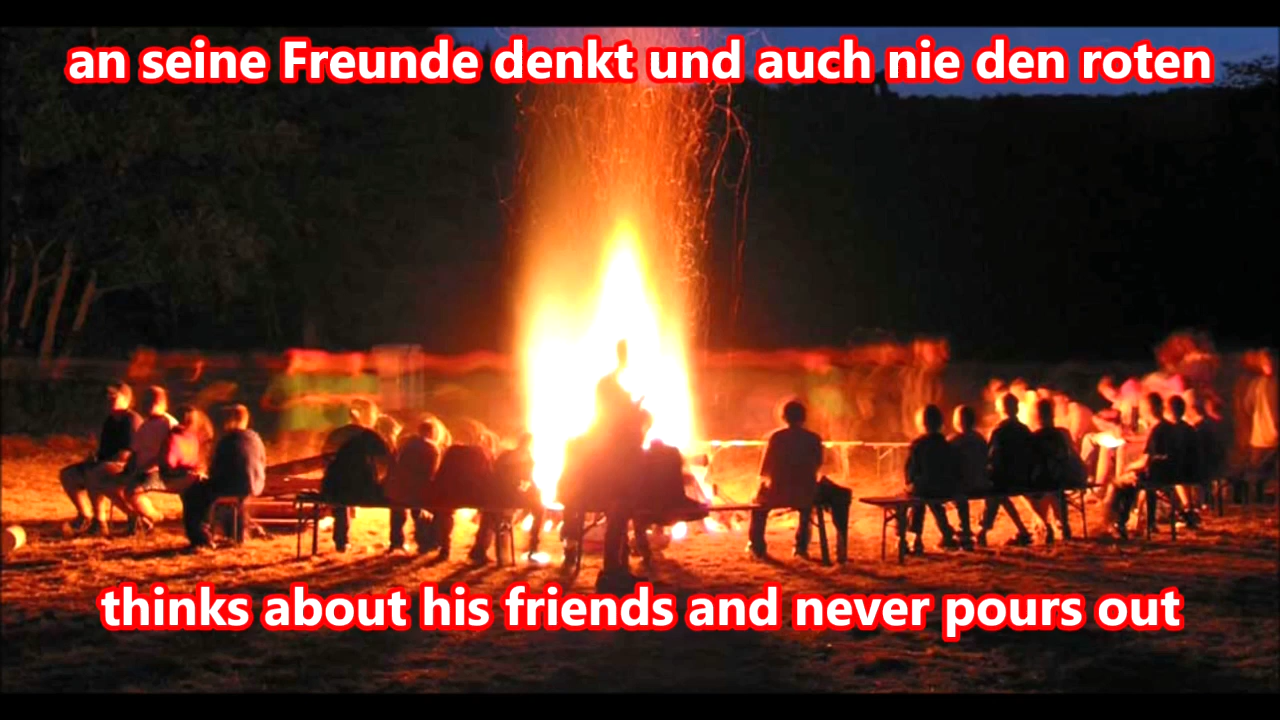 an seine Freunde denkt und auch nie den roten
thinks about his friends and never pours out